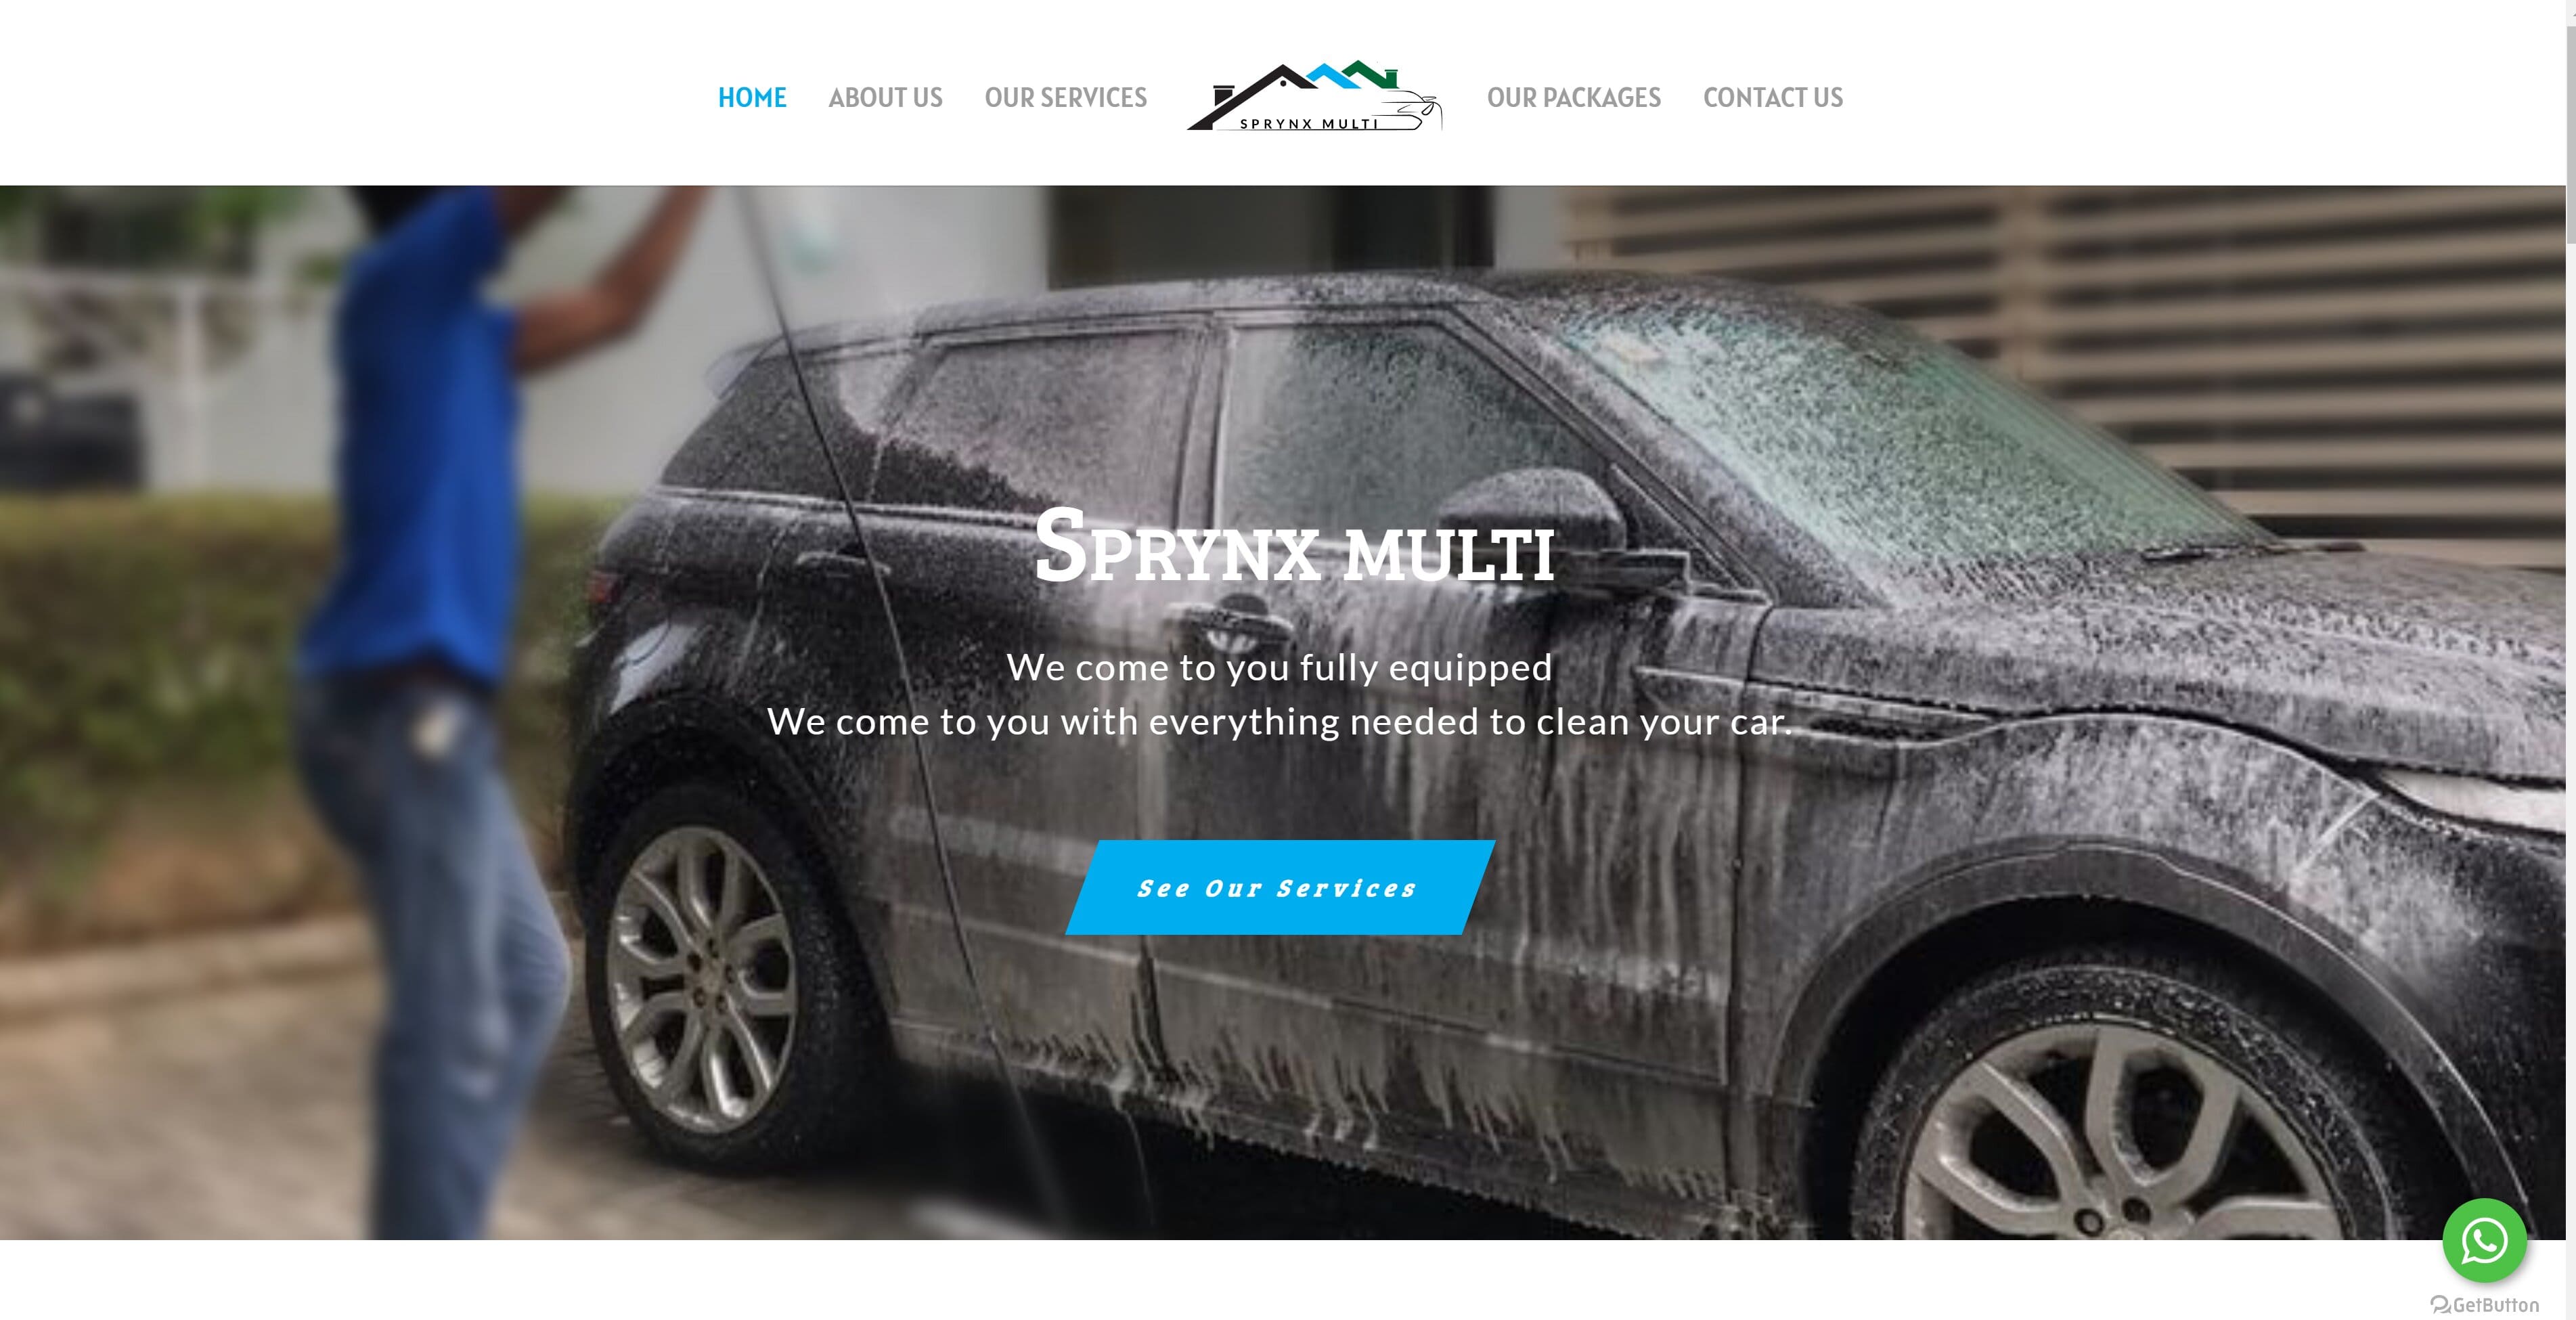 HOME ABOUT US OUR SERVICES SPRYNX MULTI OUR PACKAGES CONTACT US
SPRYNX MULTI
We come to you fully equipped
We come to you with everything needed to clean your car.
See Our Services
GetButton